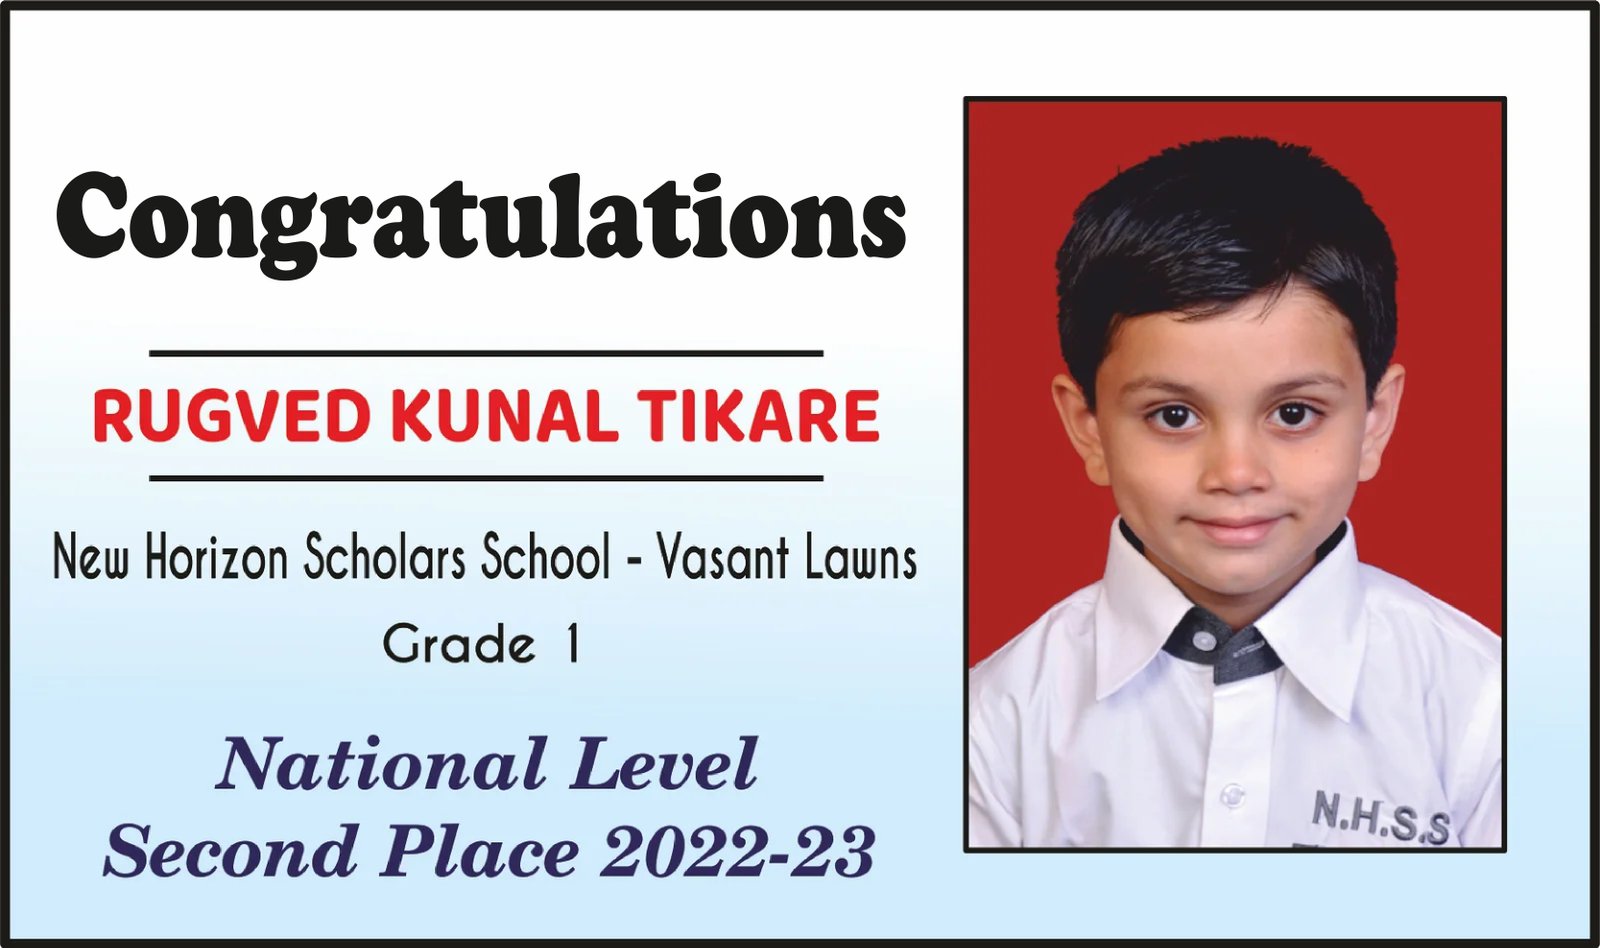 Congratulations
RUGVED KUNAL TIKARE
New Horizon Scholars School - Vasant Lawns
Grade 1
National Level
Second Place 2022-23
N.H.S.S